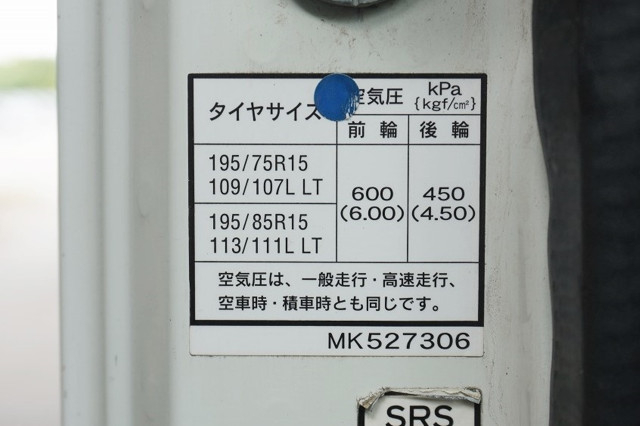 タイヤサイズ
空気圧 kPa
{kgf/cm²}
前輪 後輪
195/75R15
109/107L LT
195/85R15
113/111L LT
600
(6.00)
450
(4.50)
空気圧は、一般走行・高速走行、
空車時・積車時とも同じです。
MK527306
SRS